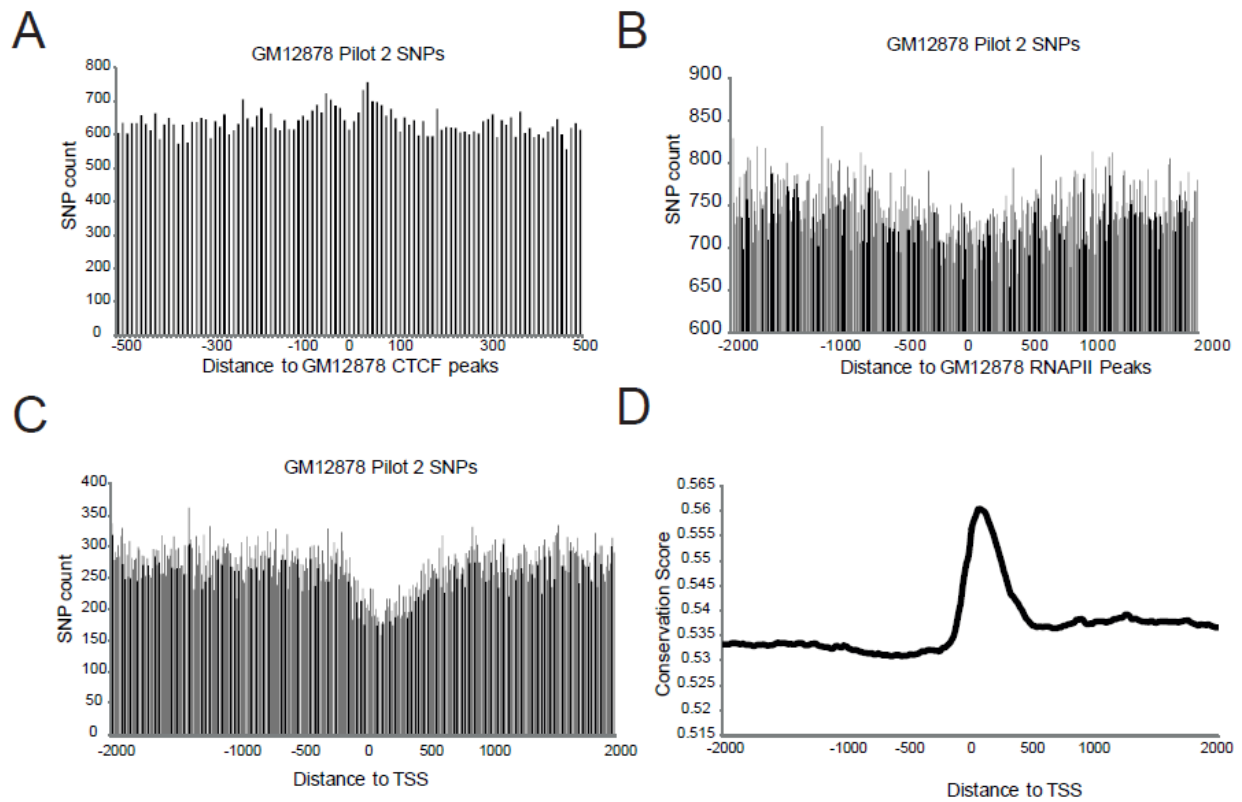 A
GM12878 Pilot 2 SNPs
800
700
600
500
400
300
200
100
0
SNP count
-500 -300 -100 0 100 300 500
Distance to GM12878 CTCF peaks
B
GM12878 Pilot 2 SNPs
900
850
800
750
700
650
600
SNP count
-2000 -1000 -500 0 500 1000 2000
Distance to GM12878 RNAPII Peaks
C
GM12878 Pilot 2 SNPs
400
350
300
250
200
150
100
50
0
SNP count
-2000 -1000 -500 0 500 1000 2000
Distance to TSS
D
0.565
0.56
0.555
0.55
0.545
0.54
0.535
0.53
0.525
0.52
0.515
Conservation Score
-2000 -1000 -500 0 500 1000 2000
Distance to TSS